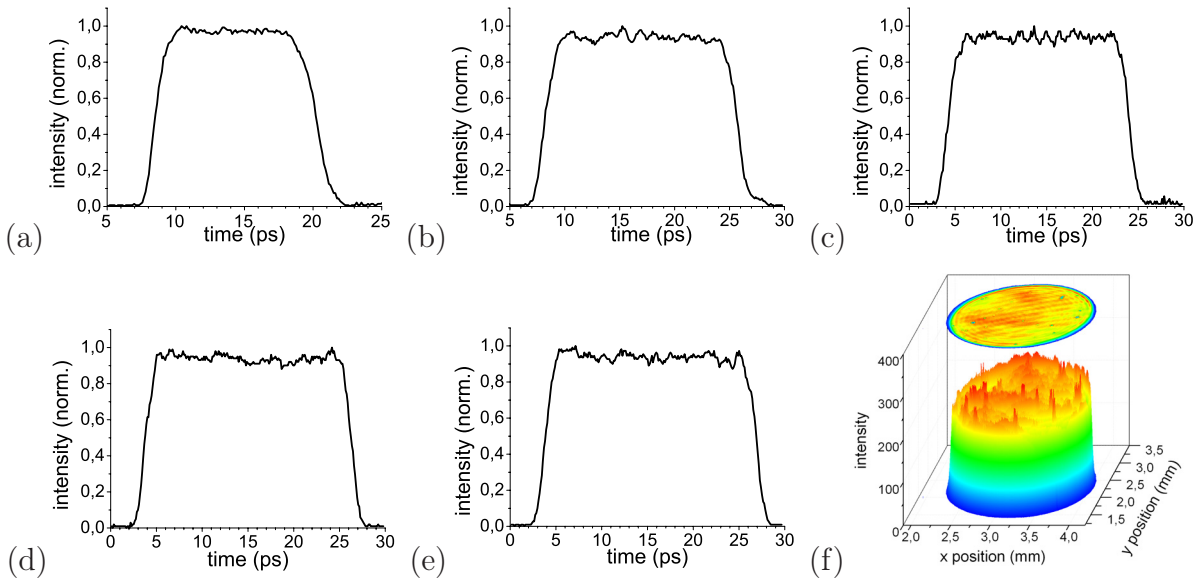 1,0
0,8
0,6
0,4
0,2
0,0
intensity (norm.)
5 10 15 20 25
time (ps)
(a)
1,0
0,8
0,6
0,4
0,2
0,0
intensity (norm.)
5 10 15 20 25 30
time (ps)
(b)
1,0
0,8
0,6
0,4
0,2
0,0
intensity (norm.)
0 5 10 15 20 25 30
time (ps)
(c)
1,0
0,8
0,6
0,4
0,2
0,0
intensity (norm.)
0 5 10 15 20 25 30
time (ps)
(d)
1,0
0,8
0,6
0,4
0,2
0,0
intensity (norm.)
0 5 10 15 20 25 30
time (ps)
(e)
400
300
200
100
0
intensity
2,0 2,5 3,0 3,5 4,0
x position (mm)
3,5
3,0
2,5
2,0
1,5
y position (mm)
(f)